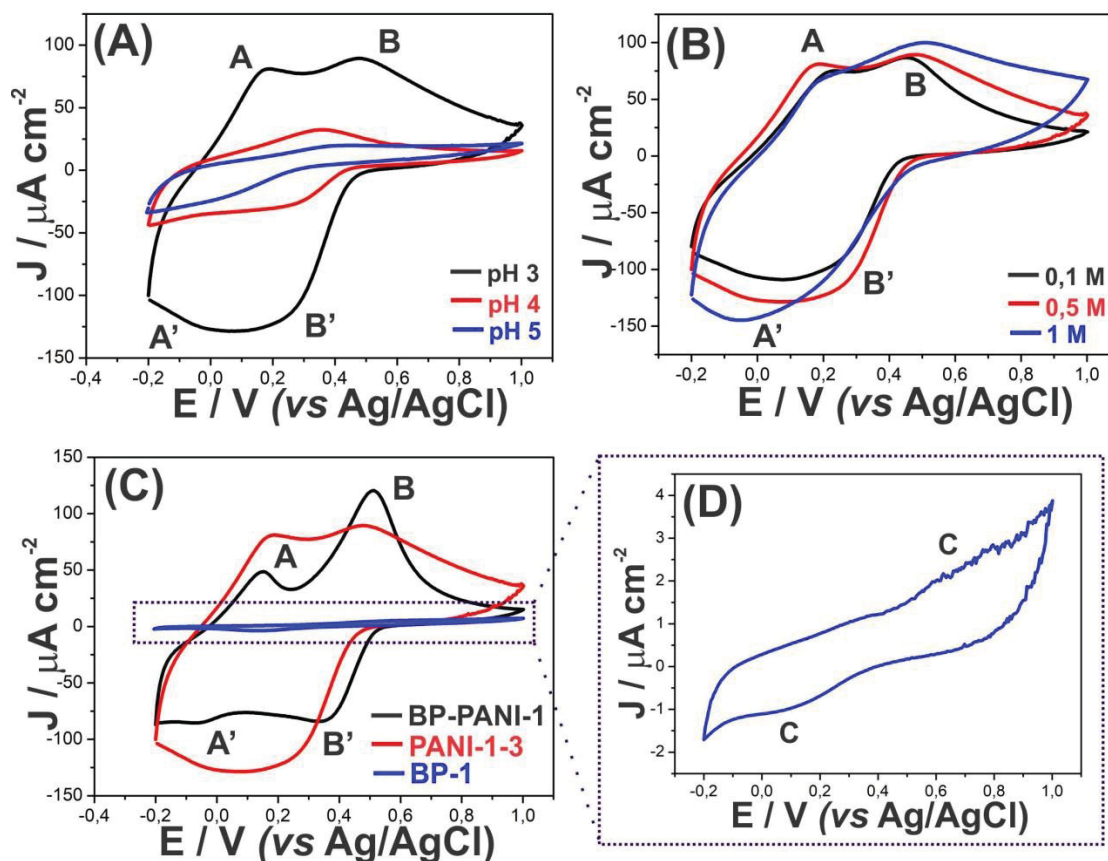 (A)
J / μA cm-2
100
50
0
-50
-100
-150
A
B
A'
B'
pH 3
pH 4
pH 5
-0,2 0,0 0,2 0,4 0,6 0,8 1,0
E / V (vs Ag/AgCl)
(B)
J / μA cm-2
100
50
0
-50
-100
-150
A
B
B'
A'
0,1 M
0,5 M
1 M
-0,2 0,0 0,2 0,4 0,6 0,8 1,0
E / V (vs Ag/AgCl)
(C)
J / μA cm-2
150
100
50
0
-50
-100
-150
B
A
A'
B'
BP-PANI-1
PANI-1-3
BP-1
-0,2 0,0 0,2 0,4 0,6 0,8 1,0
E / V (vs Ag/AgCl)
(D)
J / μA cm-2
4
3
2
1
0
-1
-2
C
C
-0,2 0,0 0,2 0,4 0,6 0,8 1,0
E / V (vs Ag/AgCl)